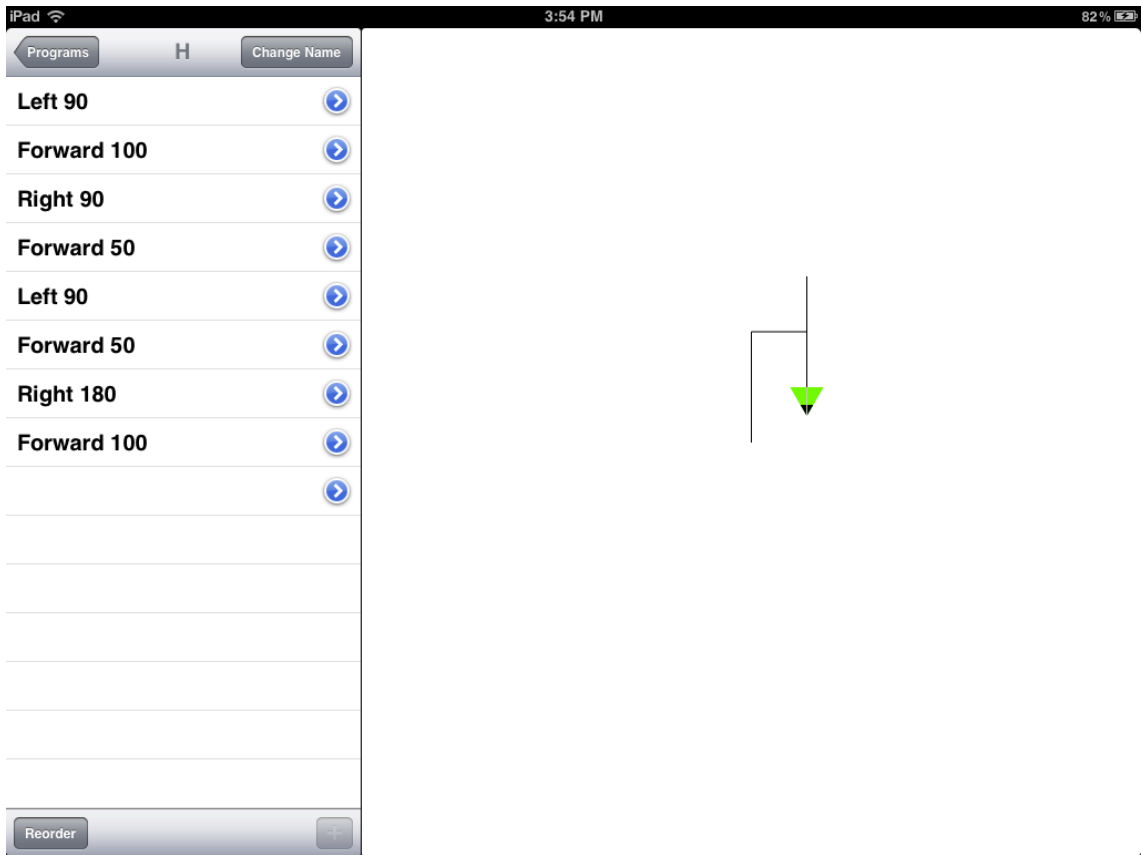 iPad 3:54 PM 82%
Programs H Change Name
Left 90
Forward 100
Right 90
Forward 50
Left 90
Forward 50
Right 180
Forward 100
Reorder +